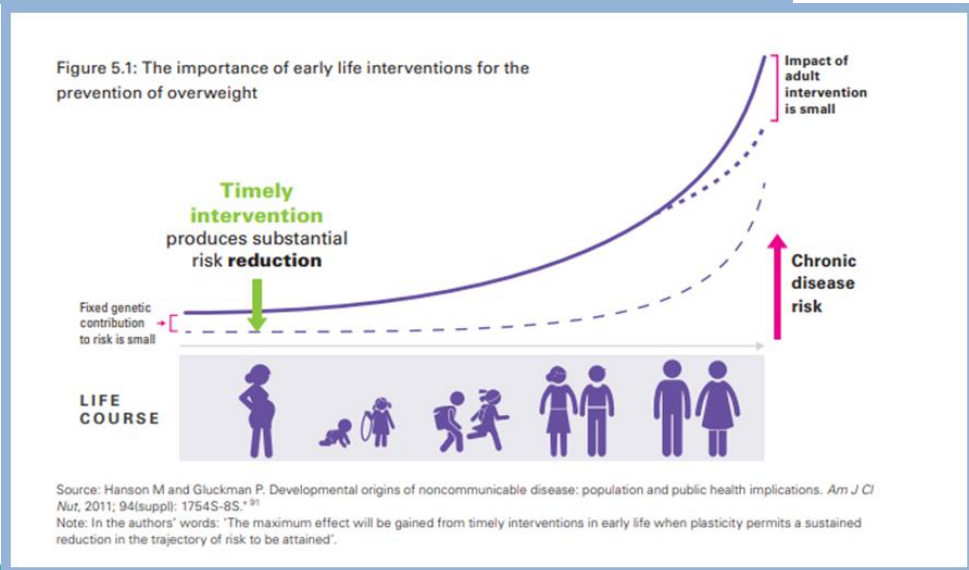 Figure 5.1: The importance of early life interventions for the
prevention of overweight
Impact of
adult
intervention
is small
Timely
intervention
produces substantial
risk reduction
Fixed genetic
contribution
to risk is small
Chronic
disease
risk
LIFE
COURSE
Source: Hanson M and Gluckman P. Developmental origins of noncommunicable disease: population and public health implications. Am J Cl
Nut, 2011; 94(suppl): 1754S-8S.* 91
Note: In the authors' words: 'The maximum effect will be gained from timely interventions in early life when plasticity permits a sustained
reduction in the trajectory of risk to be attained'.